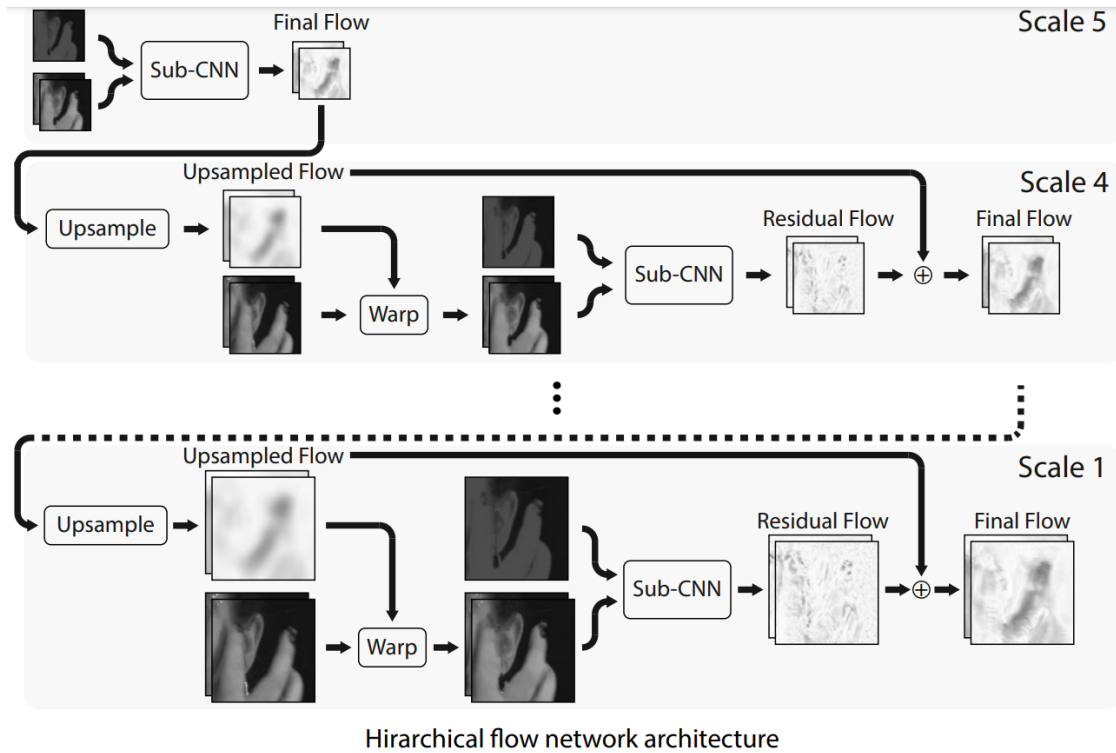 Final Flow
Scale 5
Sub-CNN
Upsampled Flow
Scale 4
Residual Flow
Final Flow
Upsample
Sub-CNN
Warp
Upsampled Flow
Scale 1
Residual Flow
Final Flow
Upsample
Sub-CNN
Warp
Hirarchical flow network architecture